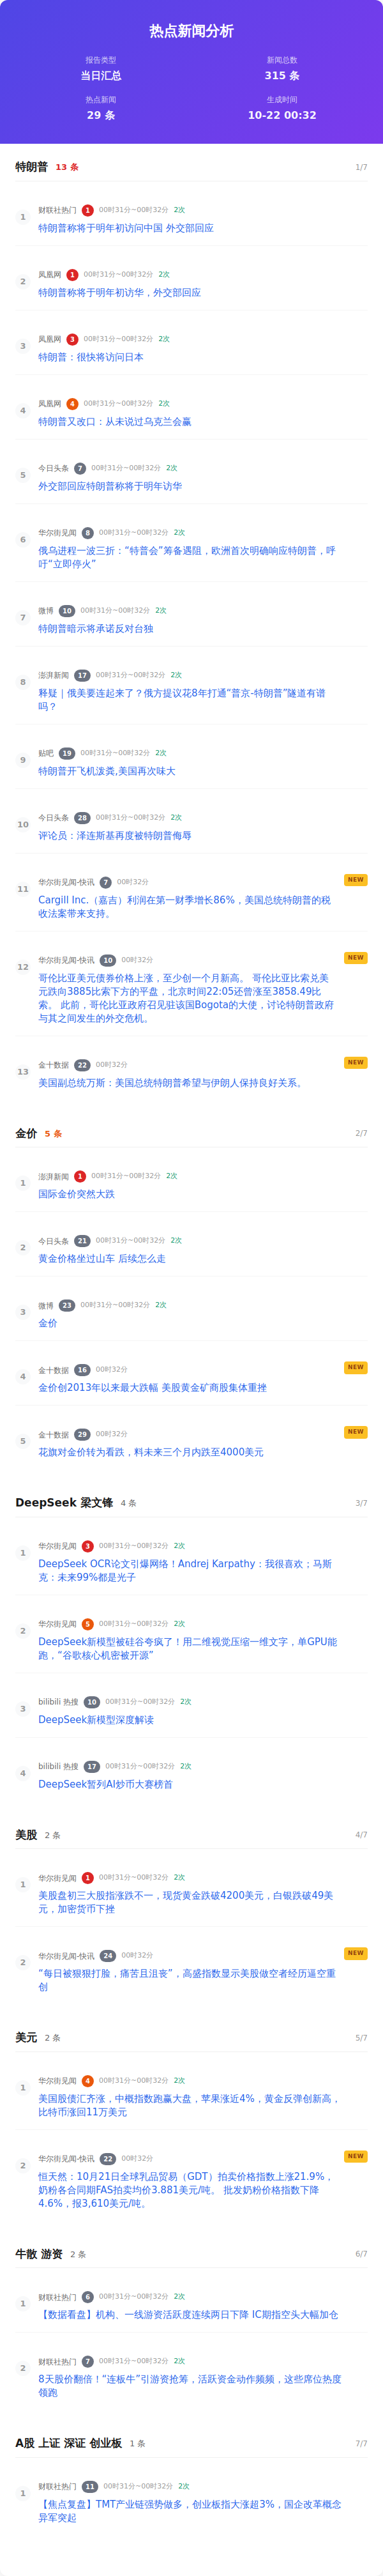 热点新闻分析
报告类型
当日汇总
新闻总数
315 条
热点新闻
29 条
生成时间
10-22 00:32
特朗普 13 条 1/7
1 财联社热门 1 00时31分~00时32分 2次
特朗普称将于明年初访问中国 外交部回应
2 凤凰网 1 00时31分~00时32分 2次
特朗普称将于明年初访华，外交部回应
3 凤凰网 3 00时31分~00时32分 2次
特朗普：很快将访问日本
4 凤凰网 4 00时31分~00时32分 2次
特朗普又改口：从未说过乌克兰会赢
5 今日头条 7 00时31分~00时32分 2次
外交部回应特朗普称将于明年访华
6 华尔街见闻 8 00时31分~00时32分 2次
俄乌进程一波三折：“特普会”筹备遇阻，欧洲首次明确响应特朗普，呼
吁“立即停火”
7 微博 10 00时31分~00时32分 2次
特朗普暗示将承诺反对台独
8 澎湃新闻 17 00时31分~00时32分 2次
释疑｜俄美要连起来了？俄方提议花8年打通“普京-特朗普”隧道有谱
吗？
9 贴吧 19 00时31分~00时32分 2次
特朗普开飞机泼粪,美国再次味大
10 今日头条 28 00时31分~00时32分 2次
评论员：泽连斯基再度被特朗普侮辱
11 华尔街见闻-快讯 7 00时32分 NEW
Cargill Inc.（嘉吉）利润在第一财季增长86%，美国总统特朗普的税
收法案带来支持。
12 华尔街见闻-快讯 10 00时32分 NEW
哥伦比亚美元债券价格上涨，至少创一个月新高。 哥伦比亚比索兑美
元跌向3885比索下方的平盘，北京时间22:05还曾涨至3858.49比
索。 此前，哥伦比亚政府召见驻该国Bogota的大使，讨论特朗普政府
与其之间发生的外交危机。
13 金十数据 22 00时32分 NEW
美国副总统万斯：美国总统特朗普希望与伊朗人保持良好关系。
金价 5 条 2/7
1 澎湃新闻 1 00时31分~00时32分 2次
国际金价突然大跌
2 今日头条 21 00时31分~00时32分 2次
黄金价格坐过山车 后续怎么走
3 微博 23 00时31分~00时32分 2次
金价
4 金十数据 16 00时32分 NEW
金价创2013年以来最大跌幅 美股黄金矿商股集体重挫
5 金十数据 29 00时32分 NEW
花旗对金价转为看跌，料未来三个月内跌至4000美元
DeepSeek 梁文锋 4 条 3/7
1 华尔街见闻 3 00时31分~00时32分 2次
DeepSeek OCR论文引爆网络！Andrej Karpathy：我很喜欢；马斯
克：未来99%都是光子
2 华尔街见闻 5 00时31分~00时32分 2次
DeepSeek新模型被硅谷夸疯了！用二维视觉压缩一维文字，单GPU能
跑，“谷歌核心机密被开源”
3 bilibili 热搜 10 00时31分~00时32分 2次
DeepSeek新模型深度解读
4 bilibili 热搜 17 00时31分~00时32分 2次
DeepSeek暂列AI炒币大赛榜首
美股 2 条 4/7
1 华尔街见闻 1 00时31分~00时32分 2次
美股盘初三大股指涨跌不一，现货黄金跌破4200美元，白银跌破49美
元，加密货币下挫
2 华尔街见闻-快讯 24 00时32分 NEW
“每日被狠狠打脸，痛苦且沮丧”，高盛指数显示美股做空者经历逼空重
创
美元 2 条 5/7
1 华尔街见闻 4 00时31分~00时32分 2次
美国股债汇齐涨，中概指数跑赢大盘，苹果涨近4%，黄金反弹创新高，
比特币涨回11万美元
2 华尔街见闻-快讯 22 00时32分 NEW
恒天然：10月21日全球乳品贸易（GDT）拍卖价格指数上涨21.9%，
奶粉各合同期FAS拍卖均价3.881美元/吨。 批发奶粉价格指数下降
4.6%，报3,610美元/吨。
牛散 游资 2 条 6/7
1 财联社热门 6 00时31分~00时32分 2次
【数据看盘】机构、一线游资活跃度连续两日下降 IC期指空头大幅加仓
2 财联社热门 7 00时31分~00时32分 2次
8天股价翻倍！“连板牛”引游资抢筹，活跃资金动作频频，这些席位热度
领跑
A股 上证 深证 创业板 1 条 7/7
1 财联社热门 11 00时31分~00时32分 2次
【焦点复盘】TMT产业链强势做多，创业板指大涨超3%，国企改革概念
异军突起